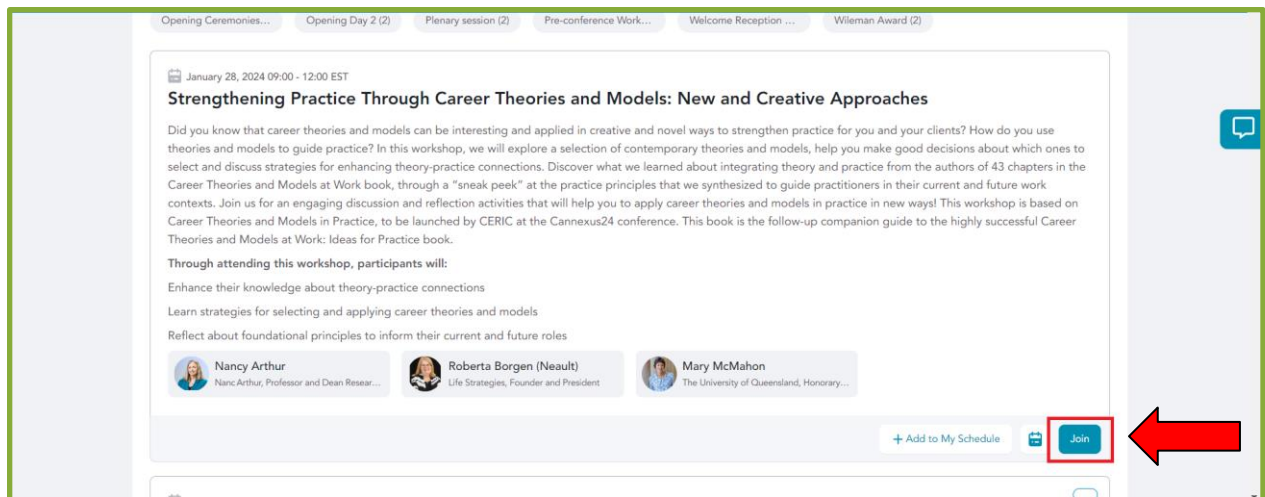 Opening Ceremonies...
Opening Day 2 (2)
Plenary session (2)
Pre-conference Work...
Welcome Reception ...
Wileman Award (2)
January 28, 2024 09:00 - 12:00 EST
Strengthening Practice Through Career Theories and Models: New and Creative Approaches
Did you know that career theories and models can be interesting and applied in creative and novel ways to strengthen practice for you and your clients? How do you use
theories and models to guide practice? In this workshop, we will explore a selection of contemporary theories and models, help you make good decisions about which ones to
select and discuss strategies for enhancing theory-practice connections. Discover what we learned about integrating theory and practice from the authors of 43 chapters in the
Career Theories and Models at Work book, through a “sneak peek” at the practice principles that we synthesized to guide practitioners in their current and future work
contexts. Join us for an engaging discussion and reflection activities that will help you to apply career theories and models in practice in new ways! This workshop is based on
Career Theories and Models in Practice, to be launched by CERIC at the Cannexus24 conference. This book is the follow-up companion guide to the highly successful Career
Theories and Models at Work: Ideas for Practice book.
Through attending this workshop, participants will:
Enhance their knowledge about theory-practice connections
Learn strategies for selecting and applying career theories and models
Reflect about foundational principles to inform their current and future roles
Nancy Arthur
Nanc Arthur, Professor and Dean Resear...
Roberta Borgen (Neault)
Life Strategies, Founder and President
Mary McMahon
The University of Queensland, Honorary...
+ Add to My Schedule
Join